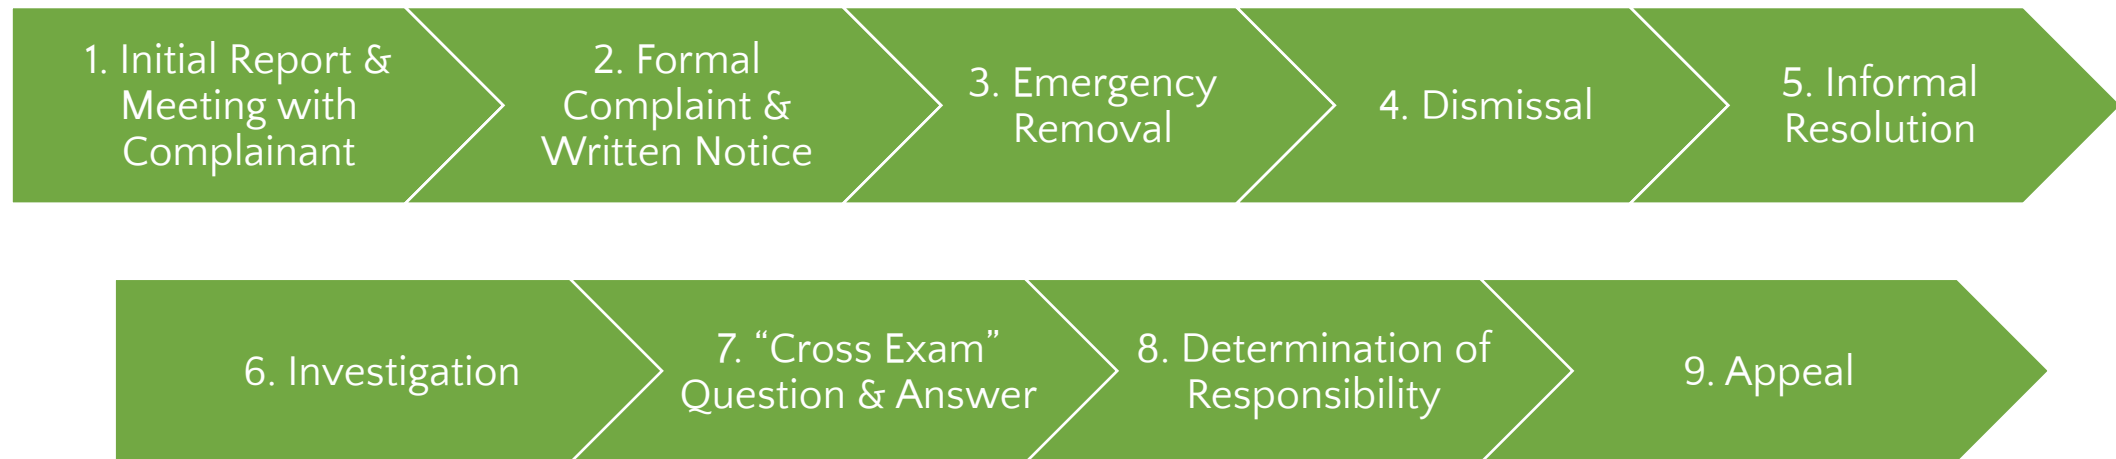 1. Initial Report &
Meeting with
Complainant
2. Formal
Complaint &
Written Notice
3. Emergency
Removal
4. Dismissal
5. Informal
Resolution
6. Investigation
7. “Cross Exam”
Question & Answer
8. Determination of
Responsibility
9. Appeal